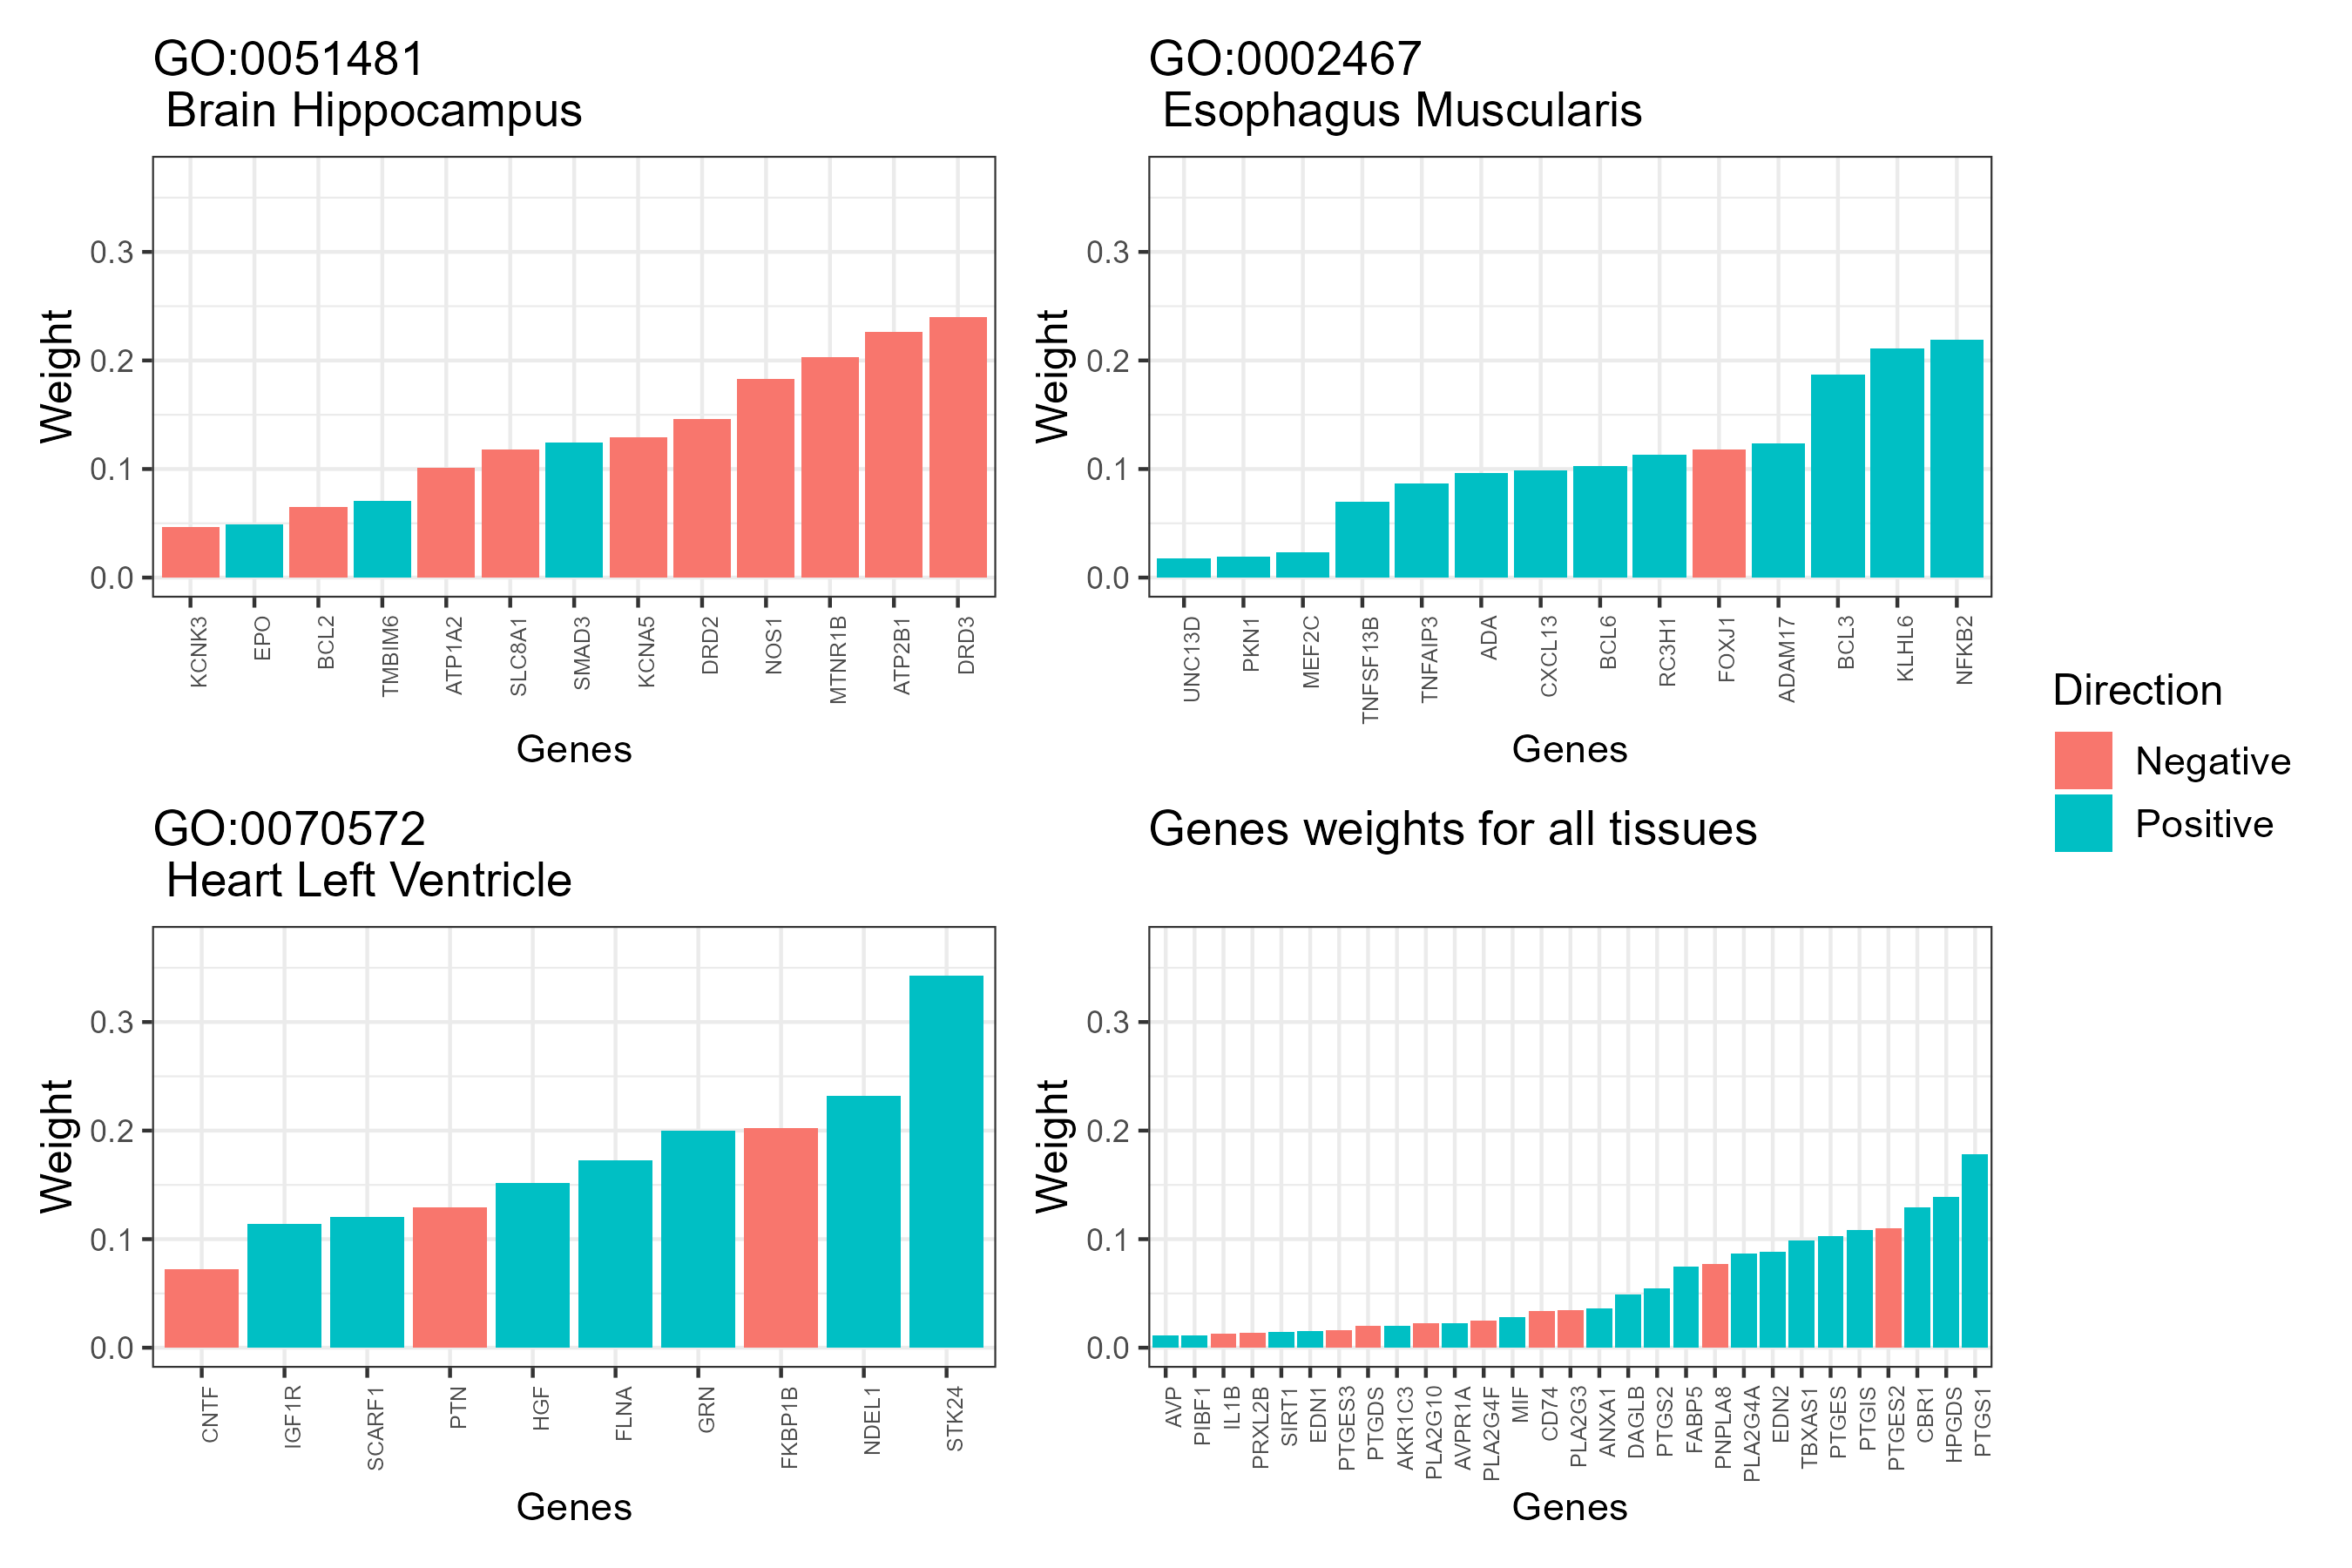 GO:0051481
Brain Hippocampus
Weight
0.3
0.2
0.1
0.0
KCNK3
EPO
BCL2
TMBIM6
ATP1A2
SLC8A1
SMAD3
KCNA5
DRD2
NOS1
MTNR1B
ATP2B1
DRD3
Genes
GO:0002467
Esophagus Muscularis
Weight
0.3
0.2
0.1
0.0
UNC13D
PKN1
MEF2C
TNFSF13B
TNFAIP3
ADA
CXCL13
BCL6
RC3H1
FOXJ1
ADAM17
BCL3
KLHL6
NFKB2
Genes
Direction
Negative
Positive
GO:0070572
Heart Left Ventricle
Weight
0.3
0.2
0.1
0.0
CNTF
IGF1R
SCARF1
PTN
HGF
FLNA
GRN
FKBP1B
NDEL1
STK24
Genes
Genes weights for all tissues
Weight
0.3
0.2
0.1
0.0
AVP
PIBF1
IL1B
PRXL2B
SIRT1
EDN1
PTGES3
PTGDS
AKR1C3
PLA2G10
AVPR1A
PLA2G4F
MIF
CD74
PLA2G3
ANXA1
DAGLB
PTGS2
FABP5
PNPLA8
PLA2G4A
EDN2
TBXAS1
PTGES
PTGIS
PTGES2
CBR1
HPGDS
PTGS1
Genes